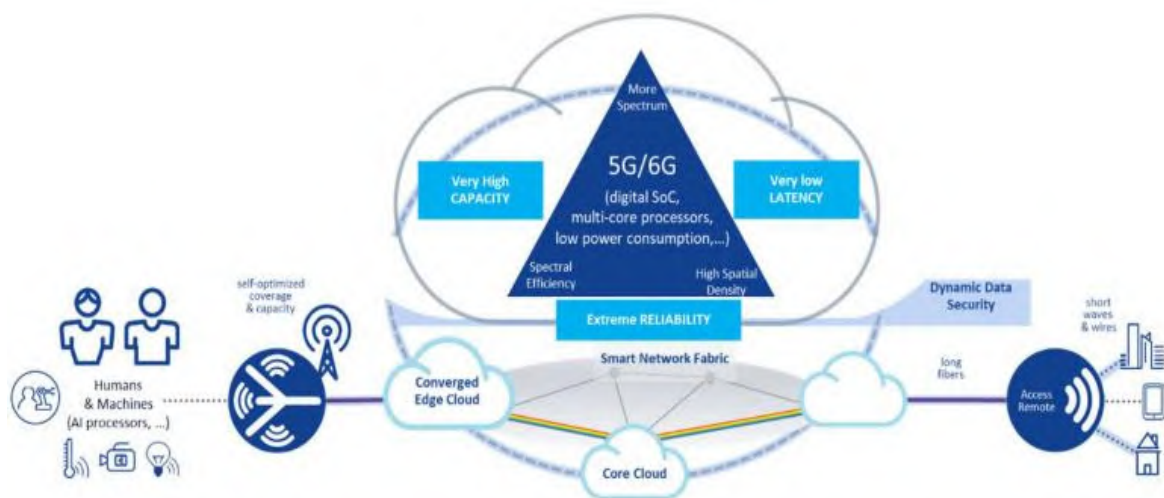 More
Spectrum
5G/6G
(digital SoC,
multi-core processors,
low power consumption,...)
Spectral
Efficiency
High Spatial
Density
Very High
CAPACITY
Very low
LATENCY
Extreme RELIABILITY
Dynamic Data
Security
self-optimized
coverage
& capacity
Humans
& Machines
(AI processors, ...)
Converged
Edge Cloud
Smart Network Fabric
Core Cloud
long
fibers
Access
Remote
short
waves
& wires